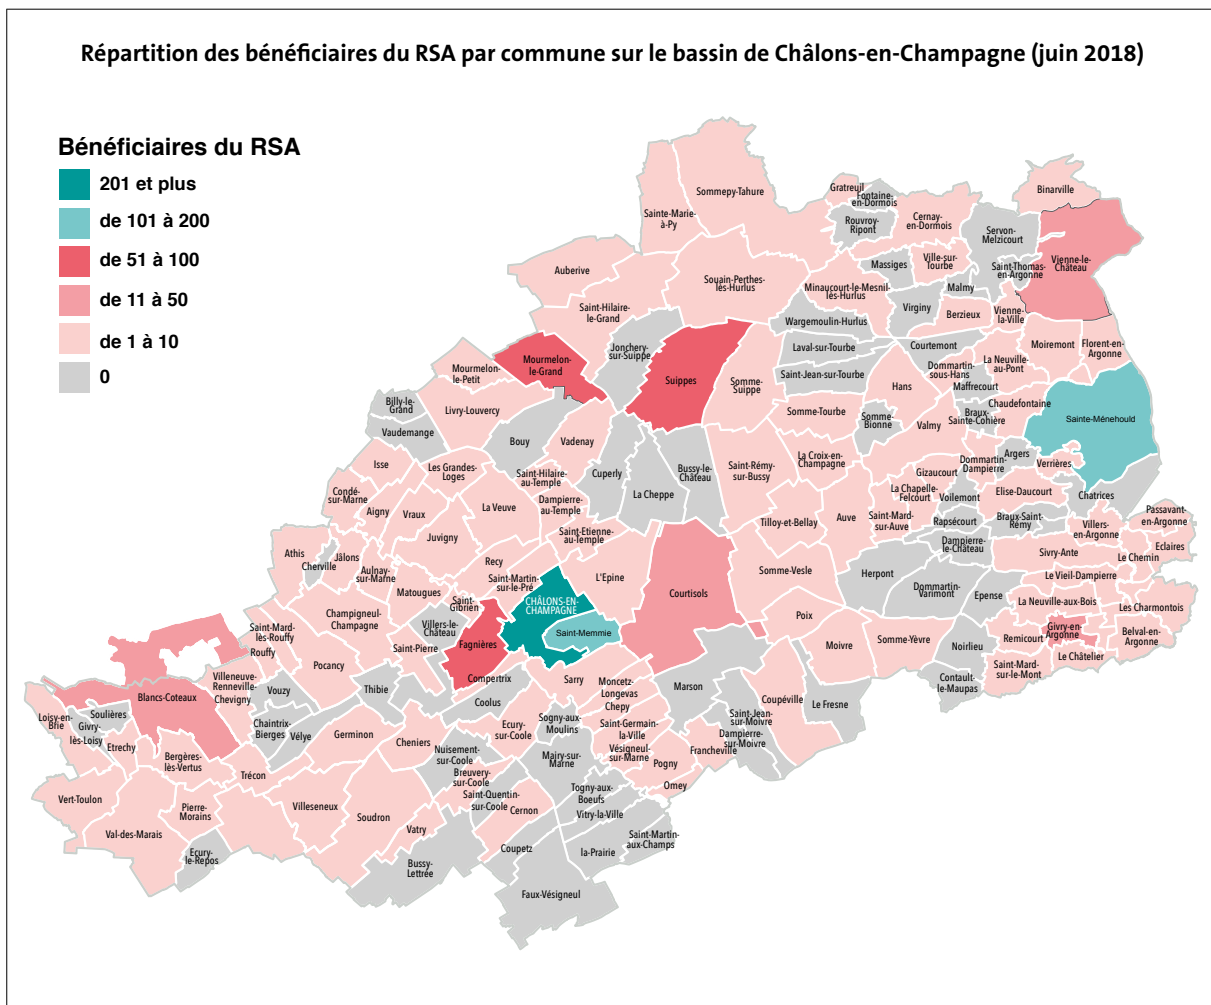 Répartition des bénéficiaires du RSA par commune sur le bassin de Châlons-en-Champagne (juin 2018)
Bénéficiaires du RSA
201 et plus
de 101 à 200
de 51 à 100
de 11 à 50
de 1 à 10
0
Sommepy-Tahure
Sainte-Marie-
à-Py
Gratreuil
Fontaine-
en-Dormois
Rouvroy-
Ripont
Cernay-
en-Dormois
Binarville
Servon-
Melzicourt
Vienne-le-
Château
Saint-Thomas-
en-Argonne
Massiges
Ville-sur-
Tourbe
Malmy
Virginy
Berzieux
Vienne-
la-Ville
Auberive
Souain-Perthes-
lès-Hurlus
Minaucourt-le-Mesnil-
lès-Hurlus
Saint-Hilaire-
le-Grand
Wargemoulin-Hurlus
Jonchery-
sur-Suippe
Laval-sur-Tourbe
Courtemont
Moiremont
Florent-en-
Argonne
Mourmelon-
le-Grand
Mourmelon-
le-Petit
Suippes
Somme-
Suippe
Saint-Jean-sur-Tourbe
Hans
Dommartin-
sous-Hans
La Neuville-
au-Pont
Maffrecourt
Chaudefontaine
Billy-le-
Grand
Livry-Louvercy
Vaudemange
Bouy
Vadenay
Somme-Tourbe
Somme-
Bionne
Valmy
Braux-
Sainte-Cohière
Sainte-Ménehould
Isse
Les Grandes-
Loges
Saint-Hilaire-
au-Temple
Cuperly
Bussy-le-
Château
La Cheppe
Saint-Rémy-
sur-Bussy
La Croix-en-
Champagne
Gizaucourt
Dommartin-
Dampierre
Argers
Verrières
Chatrices
Condé-
sur-Marne
Aigny
Vraux
La Veuve
Dampierre-
au-Temple
La Chapelle-
Felcourt
Voilemont
Elise-Daucourt
Passavant-
en-Argonne
Juvigny
Saint-Etienne-
au-Temple
Tilloy-et-Bellay
Auve
Saint-Mard-
sur-Auve
Rapsécourt
Braux-Saint-
Rémy
Villers-
en-Argonne
Eclaires
Le Chemin
Athis
Cherville
Jâlons
Aulnay-
sur-Marne
Recy
Saint-Martin-
sur-le-Pré
L'Epine
Somme-Vesle
Dampierre-
le-Château
Sivry-Ante
Le Vieil-Dampierre
Matougues
Saint-
Gibrien
CHÂLONS-EN-
CHAMPAGNE
Courtisols
Herpont
Dommartin-
Varimont
Epense
La Neuville-aux-Bois
Les Charmontois
Champigneul-
Champagne
Villers-le-
Château
Saint-Memmie
Poix
Givry-en-
Argonne
Belval-en-
Argonne
Saint-Mard-
lès-Rouffy
Rouffy
Saint-Pierre
Fagnières
Moivre
Somme-Yèvre
Noirlieu
Remicourt
Le Châtelier
Pocancy
Compertrix
Sarry
Moncetz-
Longevas
Chepy
Marson
Coupéville
Le Fresne
Contault-
le-Maupas
Saint-Mard-
sur-le-Mont
Villeneuve-
Renneville-
Chevigny
Vouzy
Thibie
Coolus
Blancs-Coteaux
Loisy-en-
Brie
Soulières
Givry-
lès-Loisy
Etrechy
Chaintrix-
Bierges
Vélye
Germinon
Cheniers
Ecury-
sur-Coole
Sogny-aux-
Moulins
Saint-Germain-
la-Ville
Saint-Jean-
sur-Moivre
Dampierre-
sur-Moivre
Bergères-
lès-Vertus
Nuisement-
sur-Coole
Mairy-sur-
Marne
Vésigneul-
sur-Marne
Francheville
Pogny
Trécon
Breuvery-
sur-Coole
Omey
Vert-Toulon
Pierre-
Morains
Villeseneux
Soudron
Saint-Quentin-
sur-Coole
Cernon
Togny-aux-
Boeufs
Vitry-la-Ville
Val-des-Marais
Vatry
Saint-Martin-
aux-Champs
Ecury-
le-Repos
Bussy-
Lettrée
Coupetz
la-Prairie
Faux-Vésigneul